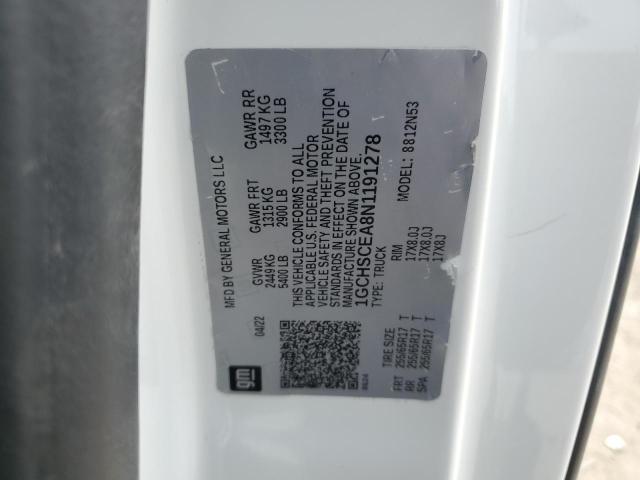 MFD BY GENERAL MOTORS LLC
04/22
GVWR GAWR FRT GAWR RR
2449 KG 1315 KG 1497 KG
5400 LB 2900 LB 3300 LB
THIS VEHICLE CONFORMS TO ALL
APPLICABLE U.S. FEDERAL MOTOR
VEHICLE SAFETY AND THEFT PREVENTION
STANDARDS IN EFFECT ON THE DATE OF
MANUFACTURE SHOWN ABOVE.
1GCHSCEA8N1191278
TYPE: TRUCK MODEL: 8812N53
gm
TIRE SIZE RIM
FRT 255/65R17 T 17X8.0J
RR 255/65R17 T 17X8.0J
SPA 255/65R17 T 17X8J